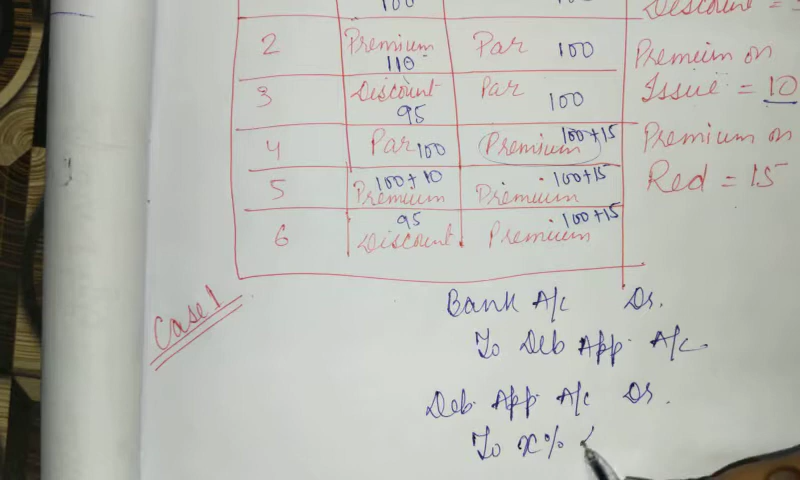 100
Discount =
2 Premium 110 Par 100
Premium on
Issue = 10
3 Discount 95 Par 100
4 Par 100 Premium 100+15
Premium on
Red = 15
5 100+10 Premium 100+15 Premium
6 95 Discount 100+15 Premium
Case 1
Bank A/c Dr.
To Deb App. A/c
Deb. App. A/c Dr.
To X%